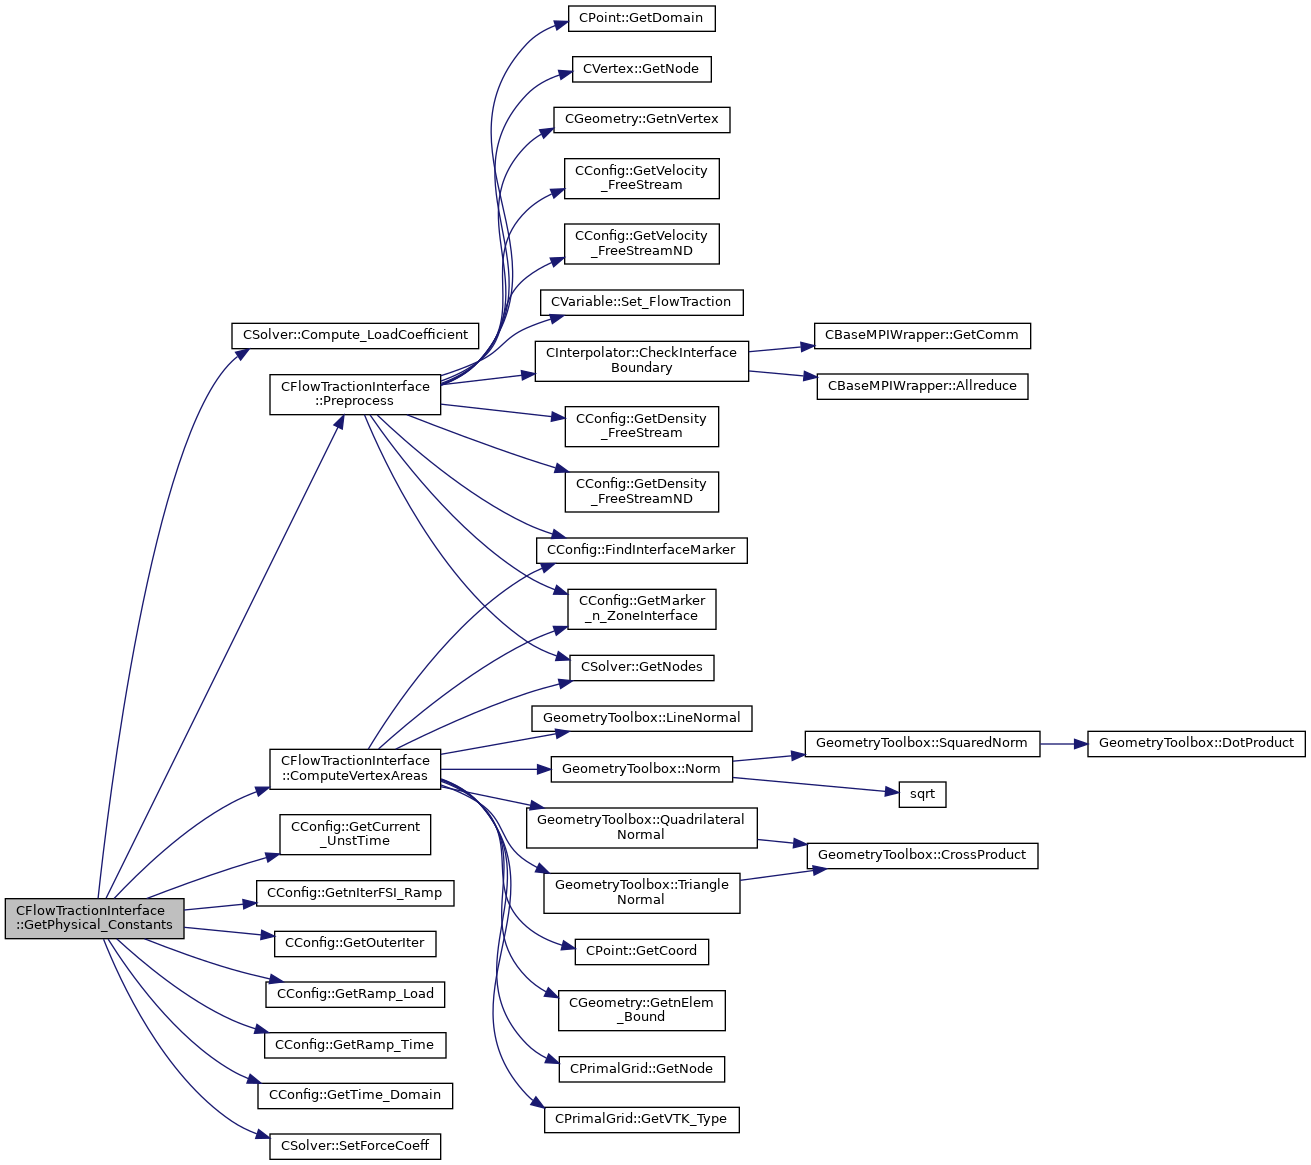 CPoint::GetDomain
CVertex::GetNode
CGeometry::GetnVertex
CConfig::GetVelocity
_FreeStream
CConfig::GetVelocity
_FreeStreamND
CVariable::Set_FlowTraction
CSolver::Compute_LoadCoefficient
CBaseMPIWrapper::GetComm
CInterpolator::CheckInterface
Boundary
CFlowTractionInterface
::Preprocess
CBaseMPIWrapper::Allreduce
CConfig::GetDensity
_FreeStream
CConfig::GetDensity
_FreeStreamND
CConfig::FindInterfaceMarker
CConfig::GetMarker
_n_ZoneInterface
CSolver::GetNodes
GeometryToolbox::LineNormal
GeometryToolbox::SquaredNorm
GeometryToolbox::DotProduct
CFlowTractionInterface
::ComputeVertexAreas
GeometryToolbox::Norm
sqrt
GeometryToolbox::Quadrilateral
Normal
CConfig::GetCurrent
_UnstTime
GeometryToolbox::CrossProduct
GeometryToolbox::Triangle
Normal
CConfig::GetnIterFSI_Ramp
CFlowTractionInterface
::GetPhysical_Constants
CConfig::GetOuterIter
CPoint::GetCoord
CConfig::GetRamp_Load
CGeometry::GetnElem
_Bound
CConfig::GetRamp_Time
CPrimalGrid::GetNode
CConfig::GetTime_Domain
CPrimalGrid::GetVTK_Type
CSolver::SetForceCoeff